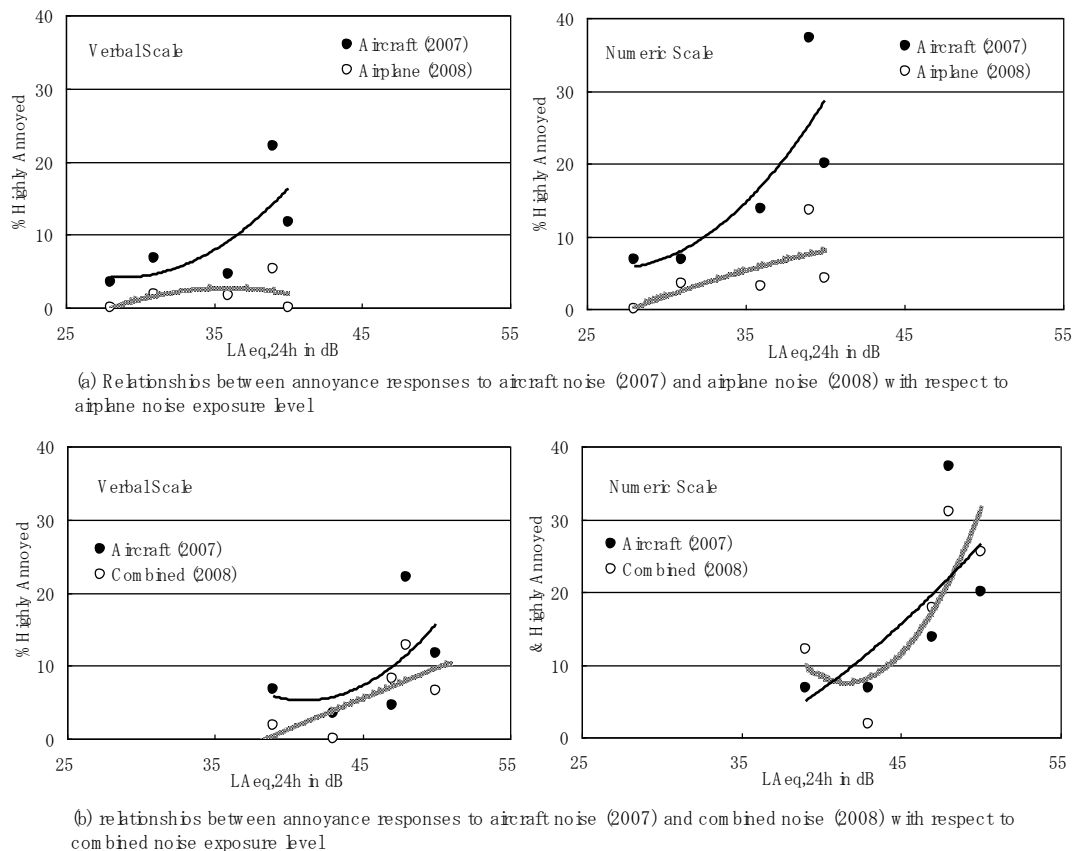 40
30
20
10
0
% Highly Annoyed
Verbal Scale
Aircraft (2007)
Airplane (2008)
25 35 45 55
LAeq,24h in dB
40
30
20
10
0
% Highly Annoyed
Numeric Scale
Aircraft (2007)
Airplane (2008)
25 35 45 55
LAeq,24h in dB
(a) Relationshios between annoyance responses to aircraft noise (2007) and airplane noise (2008) with respect to
airplane noise exposure level
40
30
20
10
0
% Highly Annoyed
Verbal Scale
Aircraft (2007)
Combined (2008)
25 35 45 55
LAeq,24h in dB
40
30
20
10
0
& Highly Annoyed
Numeric Scale
Aircraft (2007)
Combined (2008)
25 35 45 55
LAeq,24h in dB
(b) relationshios between annoyance responses to aircraft noise (2007) and combined noise (2008) with respect to
combined noise exposure level